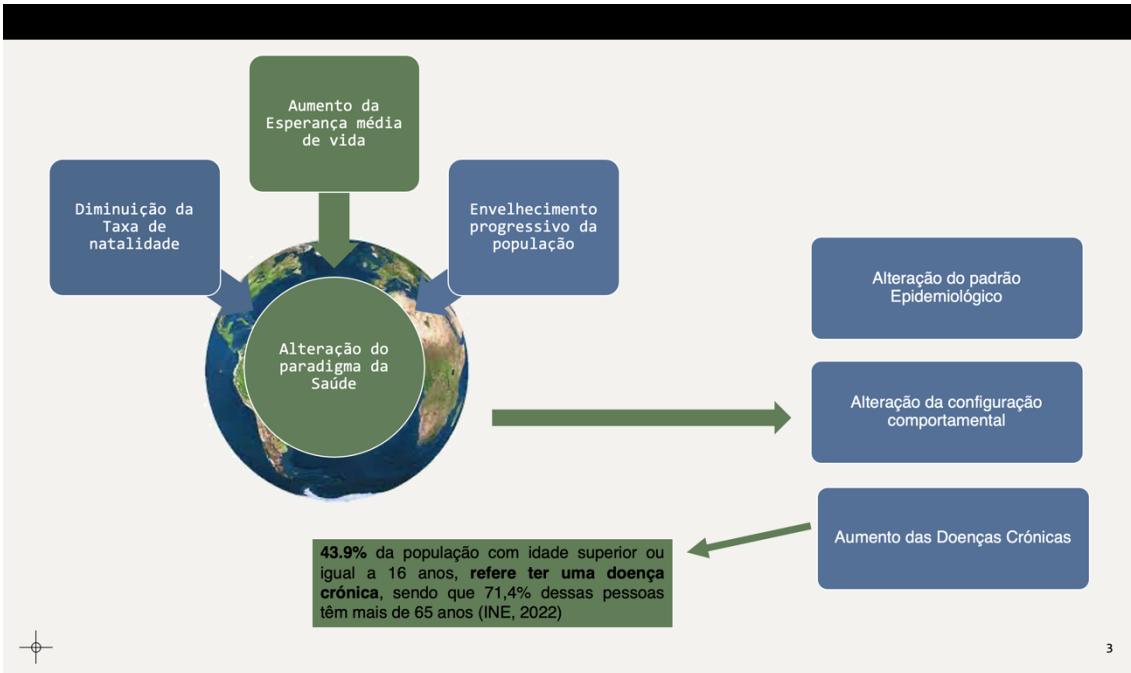 Aumento da
Esperança média
de vida
Diminuição da
Taxa de
natalidade
Envelhecimento
progressivo da
população
Alteração do
paradigma da
Saúde
Alteração do padrão
Epidemiológico
Alteração da configuração
comportamental
Aumento das Doenças Crónicas
43.9% da população com idade superior ou
igual a 16 anos, refere ter uma doença
crónica, sendo que 71,4% dessas pessoas
têm mais de 65 anos (INE, 2022)
3